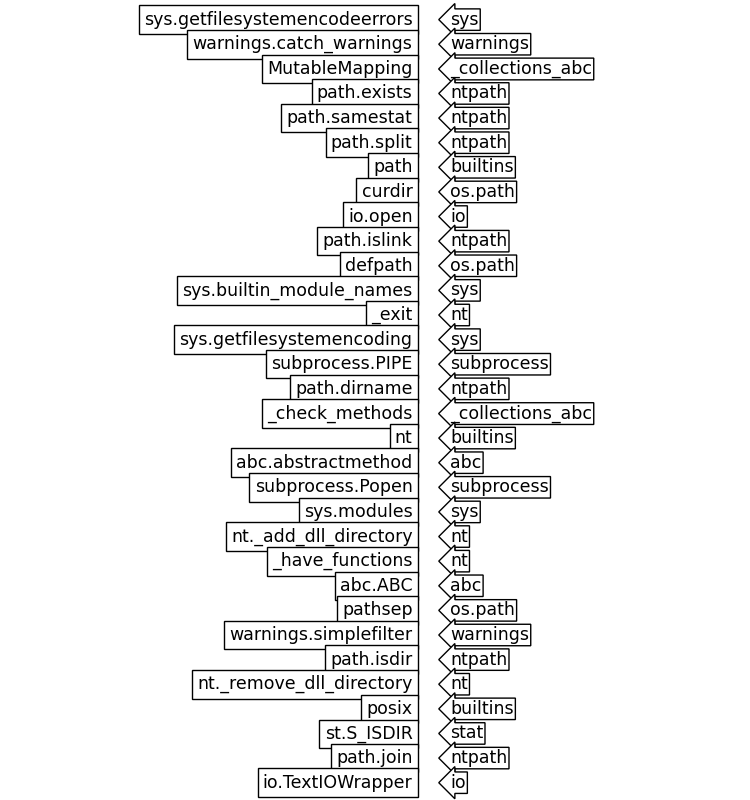 sys.getfilesystemencodeerrors sys
warnings.catch_warnings warnings
MutableMapping _collections_abc
path.exists ntpath
path.samestat ntpath
path.split ntpath
path builtins
curdir os.path
io.open io
path.islink ntpath
defpath os.path
sys.builtin_module_names sys
_exit nt
sys.getfilesystemencoding sys
subprocess.PIPE subprocess
path.dirname ntpath
_check_methods _collections_abc
nt builtins
abc.abstractmethod abc
subprocess.Popen subprocess
sys.modules sys
nt._add_dll_directory nt
_have_functions nt
abc.ABC abc
pathsep os.path
warnings.simplefilter warnings
path.isdir ntpath
nt._remove_dll_directory nt
posix builtins
st.S_ISDIR stat
path.join ntpath
io.TextIOWrapper io